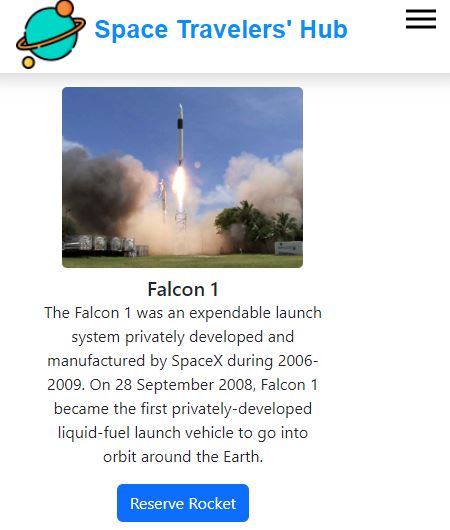 Space Travelers' Hub
Falcon 1
The Falcon 1 was an expendable launch
system privately developed and
manufactured by SpaceX during 2006-
2009. On 28 September 2008, Falcon 1
became the first privately-developed
liquid-fuel launch vehicle to go into
orbit around the Earth.
Reserve Rocket